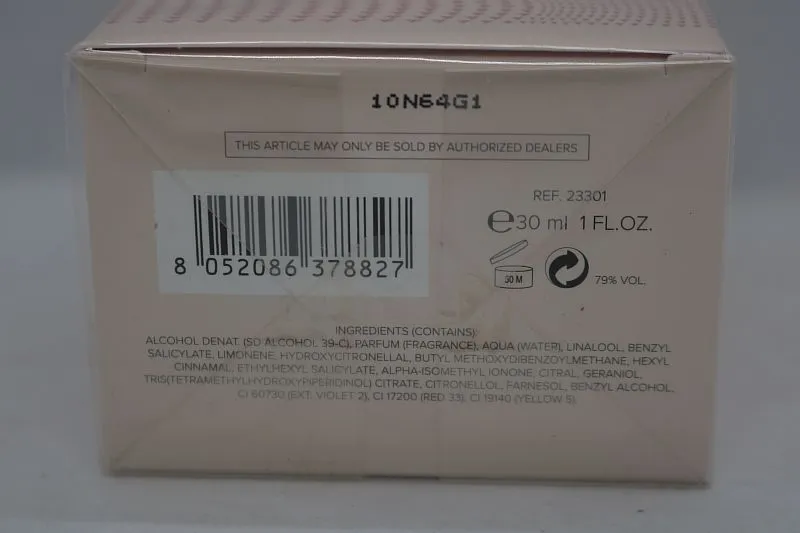 10N64G1
THIS ARTICLE MAY ONLY BE SOLD BY AUTHORIZED DEALERS
8 052086 378827
REF. 23301
℮30 ml 1 FL.OZ.
30 M
79% VOL.
INGREDIENTS (CONTAINS):
ALCOHOL DENAT. (SD ALCOHOL 39-C), PARFUM (FRAGRANCE), AQUA (WATER), LINALOOL, BENZYL
SALICYLATE, LIMONENE, HYDROXYCITRONELLAL, BUTYL METHOXYDIBENZOYLMETHANE, HEXYL
CINNAMAL, ETHYLHEXYL SALICYLATE, ALPHA-ISOMETHYL IONONE, CITRAL, GERANIOL,
TRIS(TETRAMETHYLHYDROXYPIPERIDINOL) CITRATE, CITRONELLOL, FARNESOL, BENZYL ALCOHOL,
CI 60730 (EXT. VIOLET 2), CI 17200 (RED 33), CI 19140 (YELLOW 5).